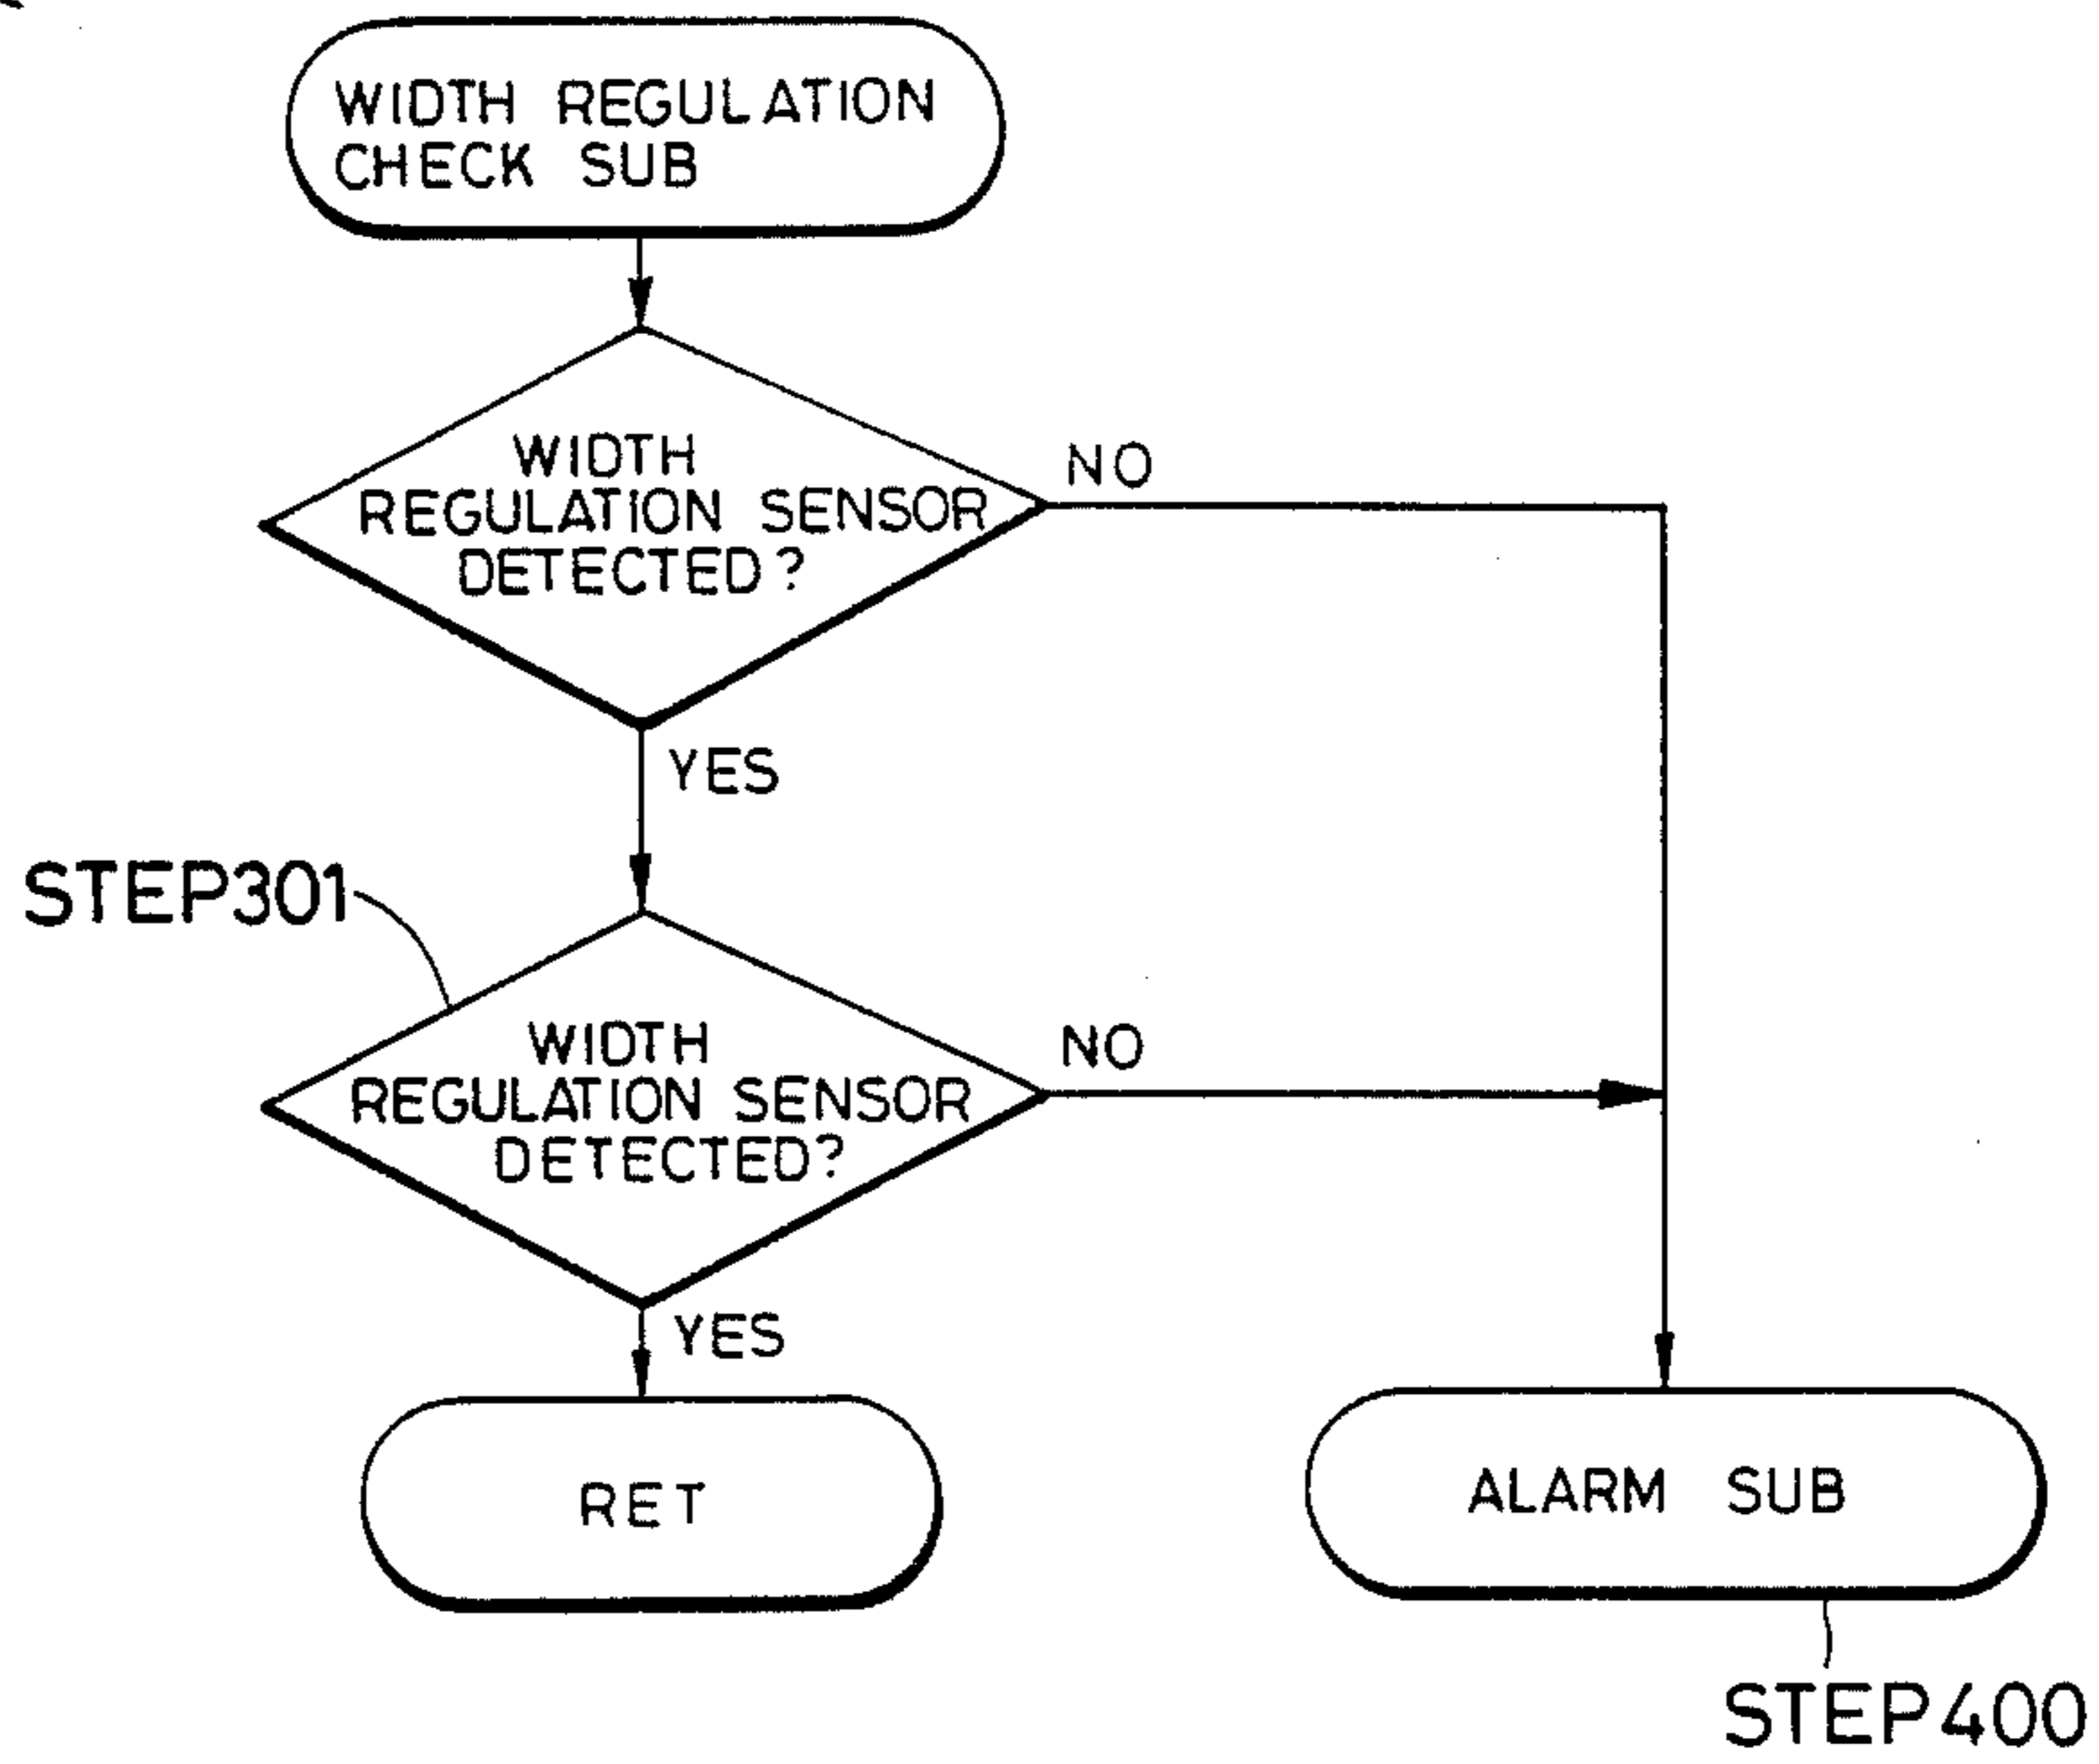 WIDTH REGULATION
CHECK SUB
WIDTH
REGULATION SENSOR
DETECTED?
NO
YES
STEP301
WIDTH
REGULATION SENSOR
DETECTED?
NO
YES
RET
ALARM SUB
STEP400